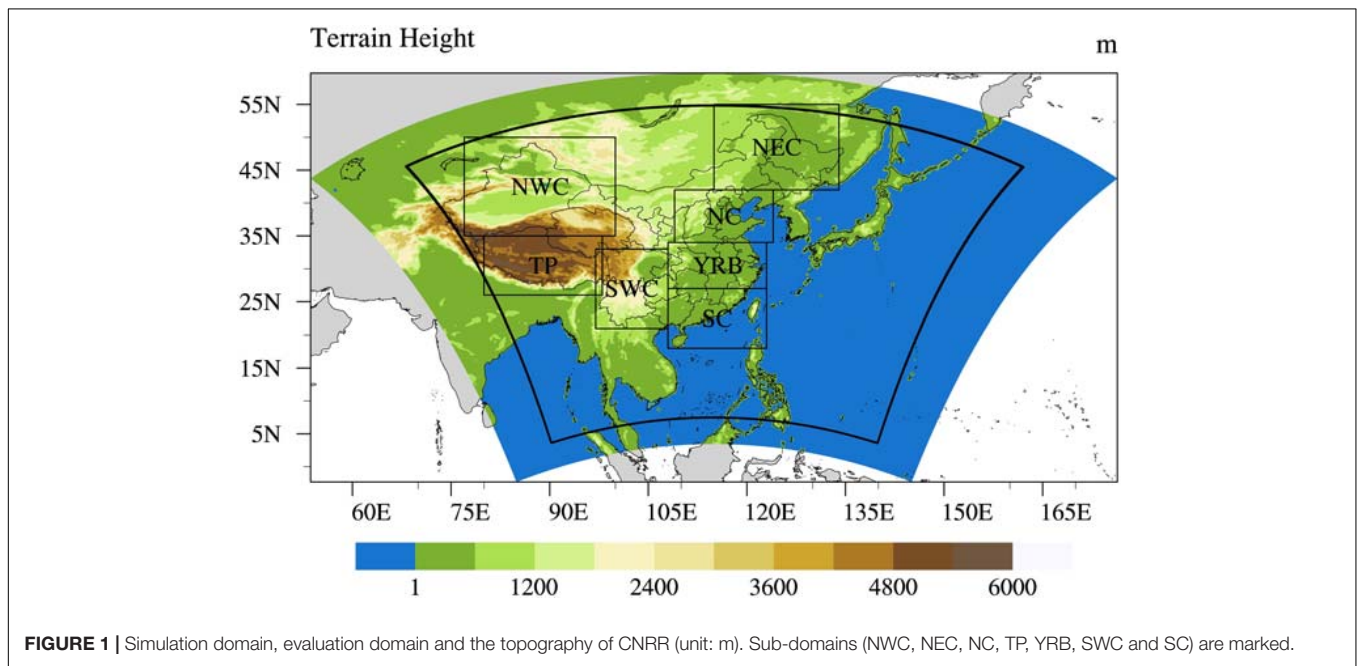 Terrain Height
m
55N
45N
35N
25N
15N
5N
NEC
NWC
NC
TP
YRB
SWC
SC
60E 75E 90E 105E 120E 135E 150E 165E
1 1200 2400 3600 4800 6000
FIGURE 1 | Simulation domain, evaluation domain and the topography of CNRR (unit: m). Sub-domains (NWC, NEC, NC, TP, YRB, SWC and SC) are marked.